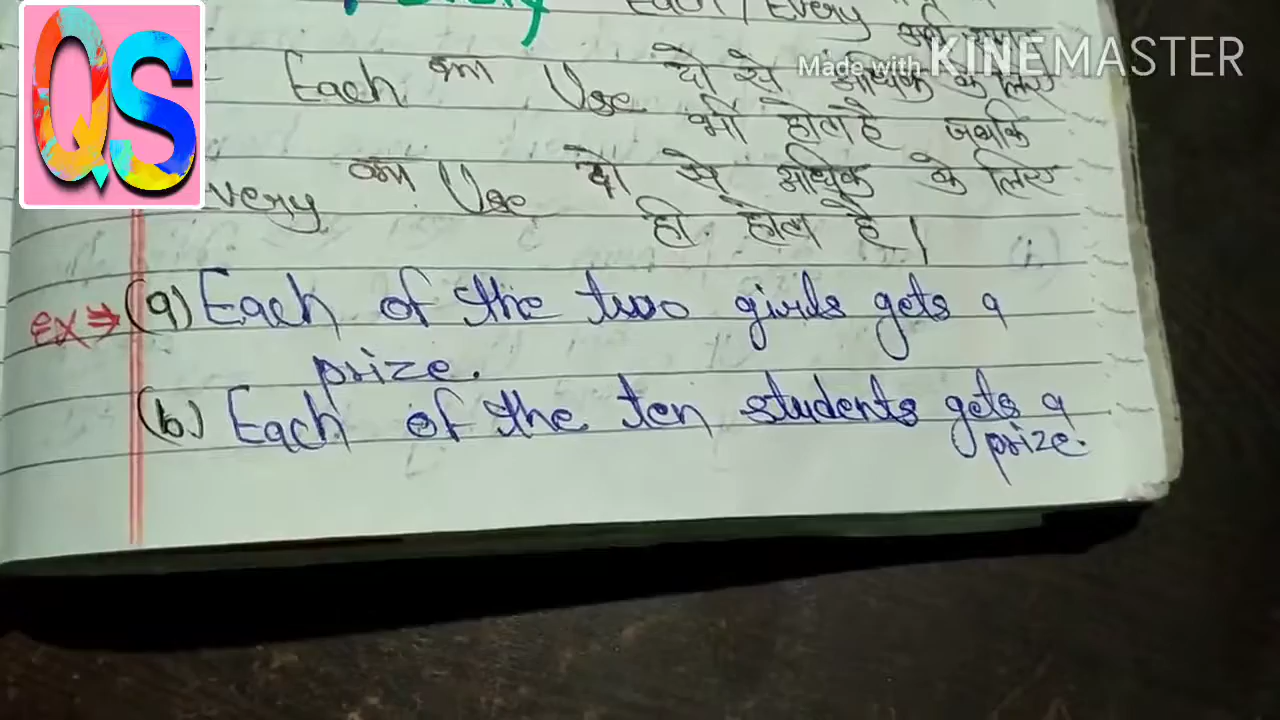 QS
Each / Every
Made with KINEMASTER
Each का Use दो से अधिक के लिए
भी होता है जबकि
का Use दो से अधिक के लिए
ही होता है।
ex ⇒ (a) Each of the two girls gets a
prize.
(b) Each of the ten students gets a
prize.